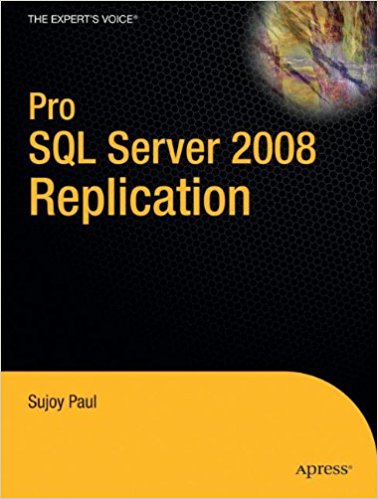 THE EXPERT'S VOICE®
Pro
SQL Server 2008
Replication
Sujoy Paul
Apress®